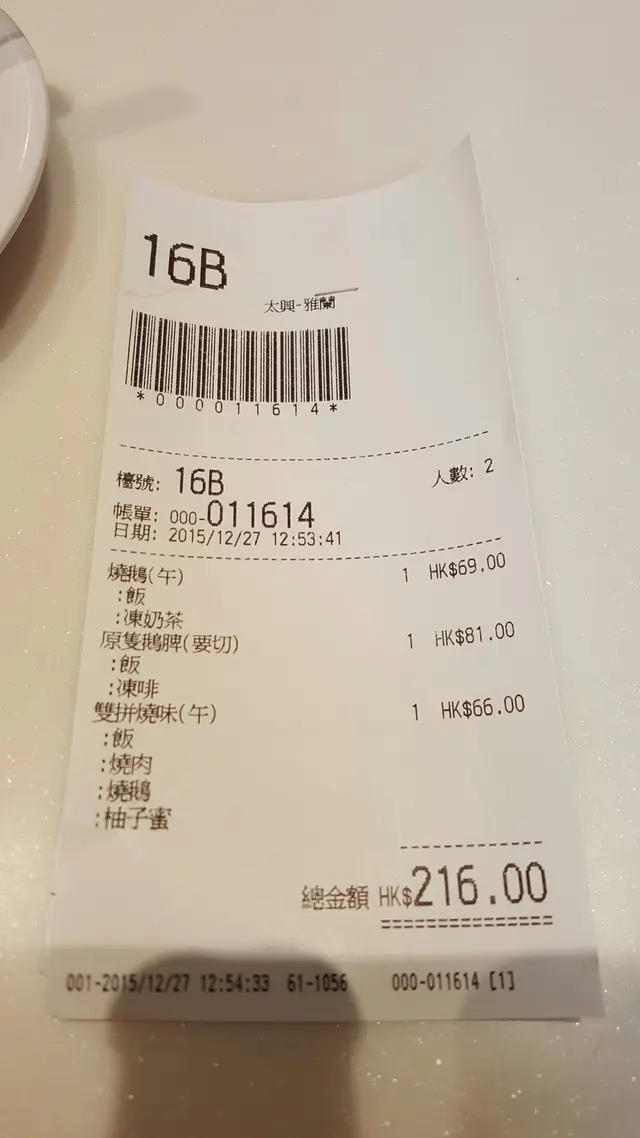 16B
太興-雅蘭
*000011614*
檯號: 16B 人數: 2
帳單: 000-011614
日期: 2015/12/27 12:53:41
燒鵝(午) 1 HK$69.00
:飯
:凍奶茶
原隻鵝脾(要切) 1 HK$81.00
:飯
:凍啡
雙拼燒味(午) 1 HK$66.00
:飯
:燒肉
:燒鵝
:柚子蜜
總金額 HK$216.00
001-2015/12/27 12:54:33 61-1056 000-011614 [1]